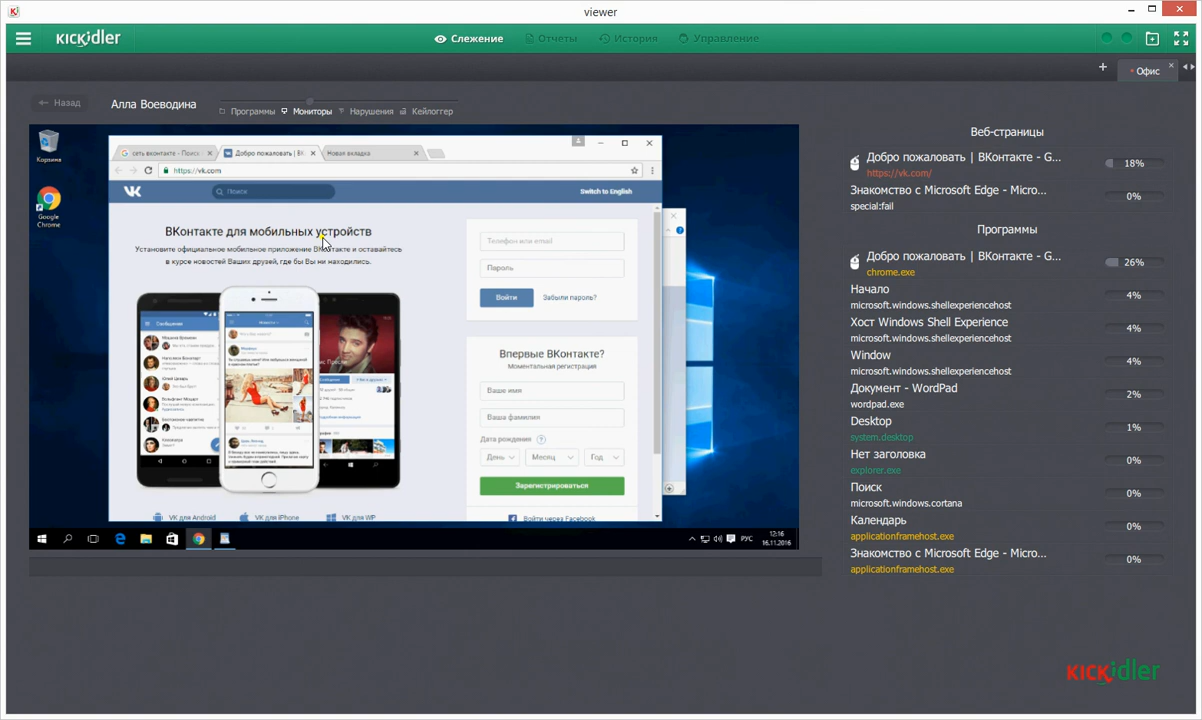 viewer
KICKidler
Слежение
Отчеты
История
Управление
Офис
← Назад
Алла Воеводина
Программы
Мониторы
Нарушения
Кейлоггер
Корзина
Google
Chrome
сеть вконтакте - Поиск
Добро пожаловать | ВК
Новая вкладка
https://vk.com
Поиск
Switch to English
ВКонтакте для мобильных устройств
Установите официальное мобильное приложение ВКонтакте и оставайтесь
в курсе новостей Ваших друзей, где бы Вы ни находились.
Сообщения
Новости
VK для Android
VK для iPhone
VK для WP
Телефон или email
Пароль
Войти
Забыли пароль?
Впервые ВКонтакте?
Моментальная регистрация
Ваше имя
Ваша фамилия
Дата рождения
День
Месяц
Год
Зарегистрироваться
Войти через Facebook
РУС
12:16
16.11.2016
Веб-страницы
Добро пожаловать | ВКонтакте - G... 18%
https://vk.com/
Знакомство с Microsoft Edge - Micro... 0%
special:fail
Программы
Добро пожаловать | ВКонтакте - G... 26%
chrome.exe
Начало 4%
microsoft.windows.shellexperiencehost
Хост Windows Shell Experience 4%
microsoft.windows.shellexperiencehost
Window 4%
microsoft.windows.shellexperiencehost
Документ - WordPad 2%
wordpad.exe
Desktop 1%
system.desktop
Нет заголовка 0%
explorer.exe
Поиск 0%
microsoft.windows.cortana
Календарь 0%
applicationframehost.exe
Знакомство с Microsoft Edge - Micro... 0%
applicationframehost.exe
KICKidler